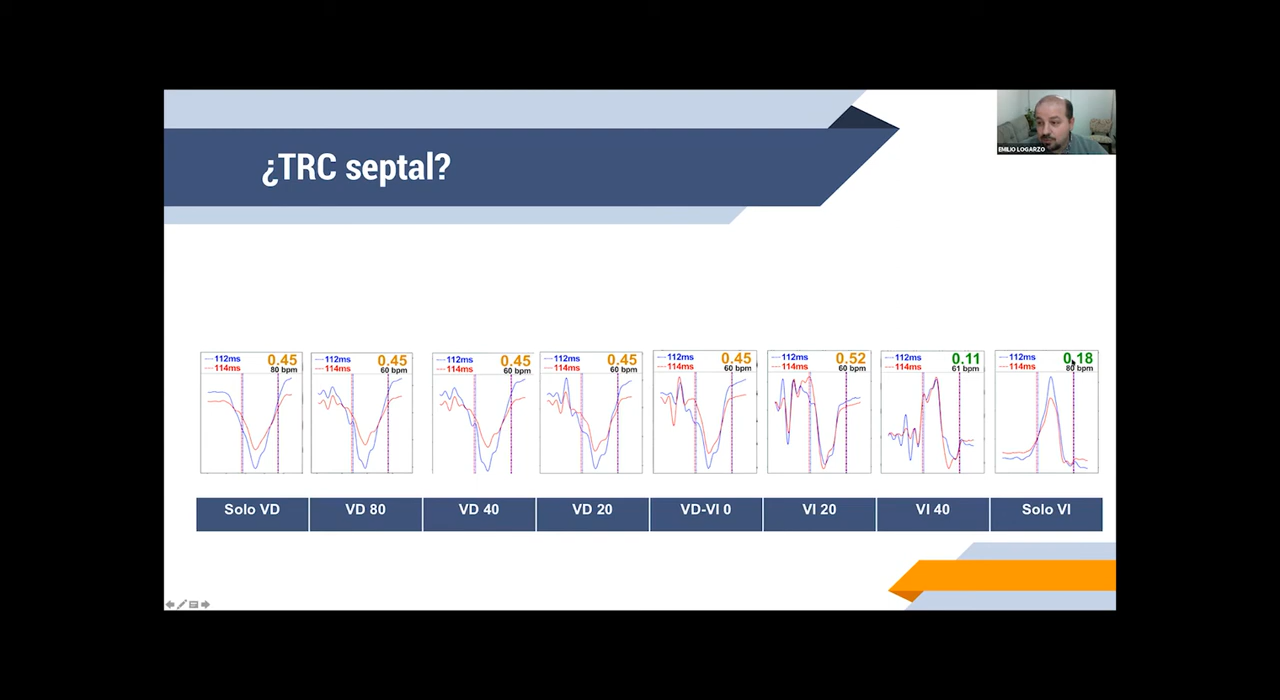 ¿TRC septal?
EMILIO LOGARZO
112ms 0.45
114ms 80 bpm
112ms 0.45
114ms 60 bpm
112ms 0.45
114ms 60 bpm
112ms 0.45
114ms 60 bpm
112ms 0.45
114ms 60 bpm
112ms 0.52
114ms 60 bpm
112ms 0.11
114ms 61 bpm
112ms 0.18
114ms 80 bpm
Solo VD VD 80 VD 40 VD 20 VD-VI 0 VI 20 VI 40 Solo VI